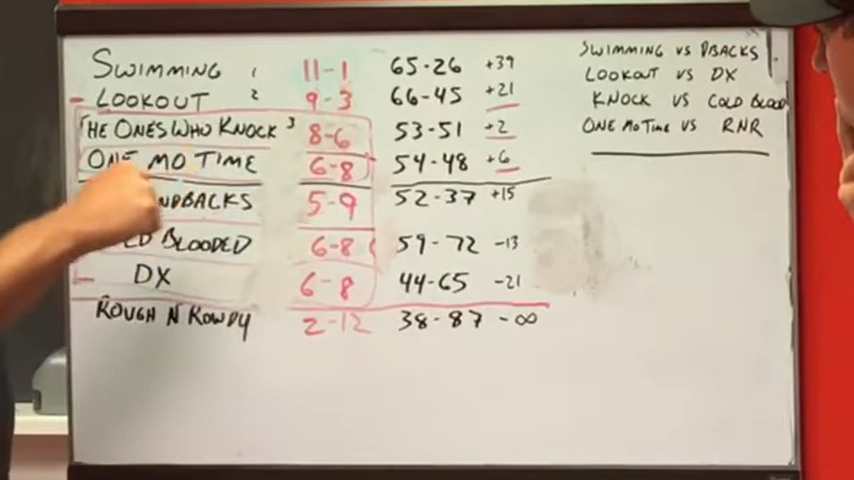 SWIMMING 1 11-1 65-26 +39
LOOKOUT 2 9-3 66-45 +21
THE ONES WHO KNOCK 3 8-6 53-51 +2
ONE MO TIME 6-8 54-48 +6
NDBACKS 5-9 52-37 +15
LD BLOODED 6-8 59-72 -13
DX 6-8 44-65 -21
ROUGH N ROWDY 2-12 38-87 -∞
SWIMMING VS DBACKS
LOOKOUT VS DX
KNOCK VS COLD BLOOD
ONE MO TIME VS RNR